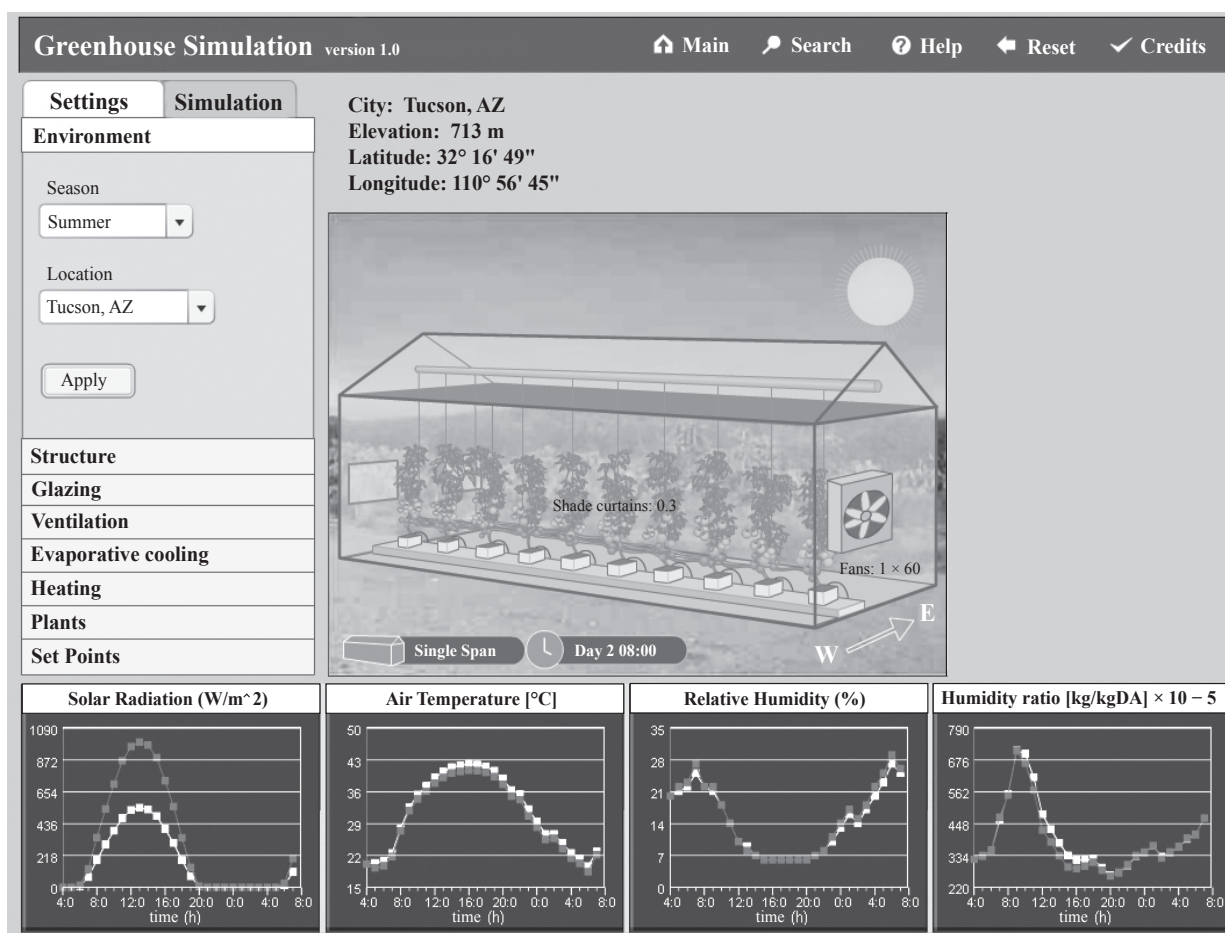 Greenhouse Simulation version 1.0
Main
Search
Help
Reset
Credits
Settings
Simulation
Environment
Season
Summer
Location
Tucson, AZ
Apply
Structure
Glazing
Ventilation
Evaporative cooling
Heating
Plants
Set Points
City: Tucson, AZ
Elevation: 713 m
Latitude: 32° 16' 49"
Longitude: 110° 56' 45"
Shade curtains: 0.3
Fans: 1 × 60
E
W
Single Span
Day 2 08:00
Solar Radiation (W/m^2)
1090
872
654
436
218
0
4:0 8:0 12:0 16:0 20:0 0:0 4:0 8:0
time (h)
Air Temperature [°C]
50
43
36
29
22
15
4:0 8:0 12:0 16:0 20:0 0:0 4:0 8:0
time (h)
Relative Humidity (%)
35
28
21
14
7
0
4:0 8:0 12:0 16:0 20:0 0:0 4:0 8:0
time (h)
Humidity ratio [kg/kgDA] × 10 − 5
790
676
562
448
334
220
4:0 8:0 12:0 16:0 20:0 0:0 4:0 8:0
time (h)